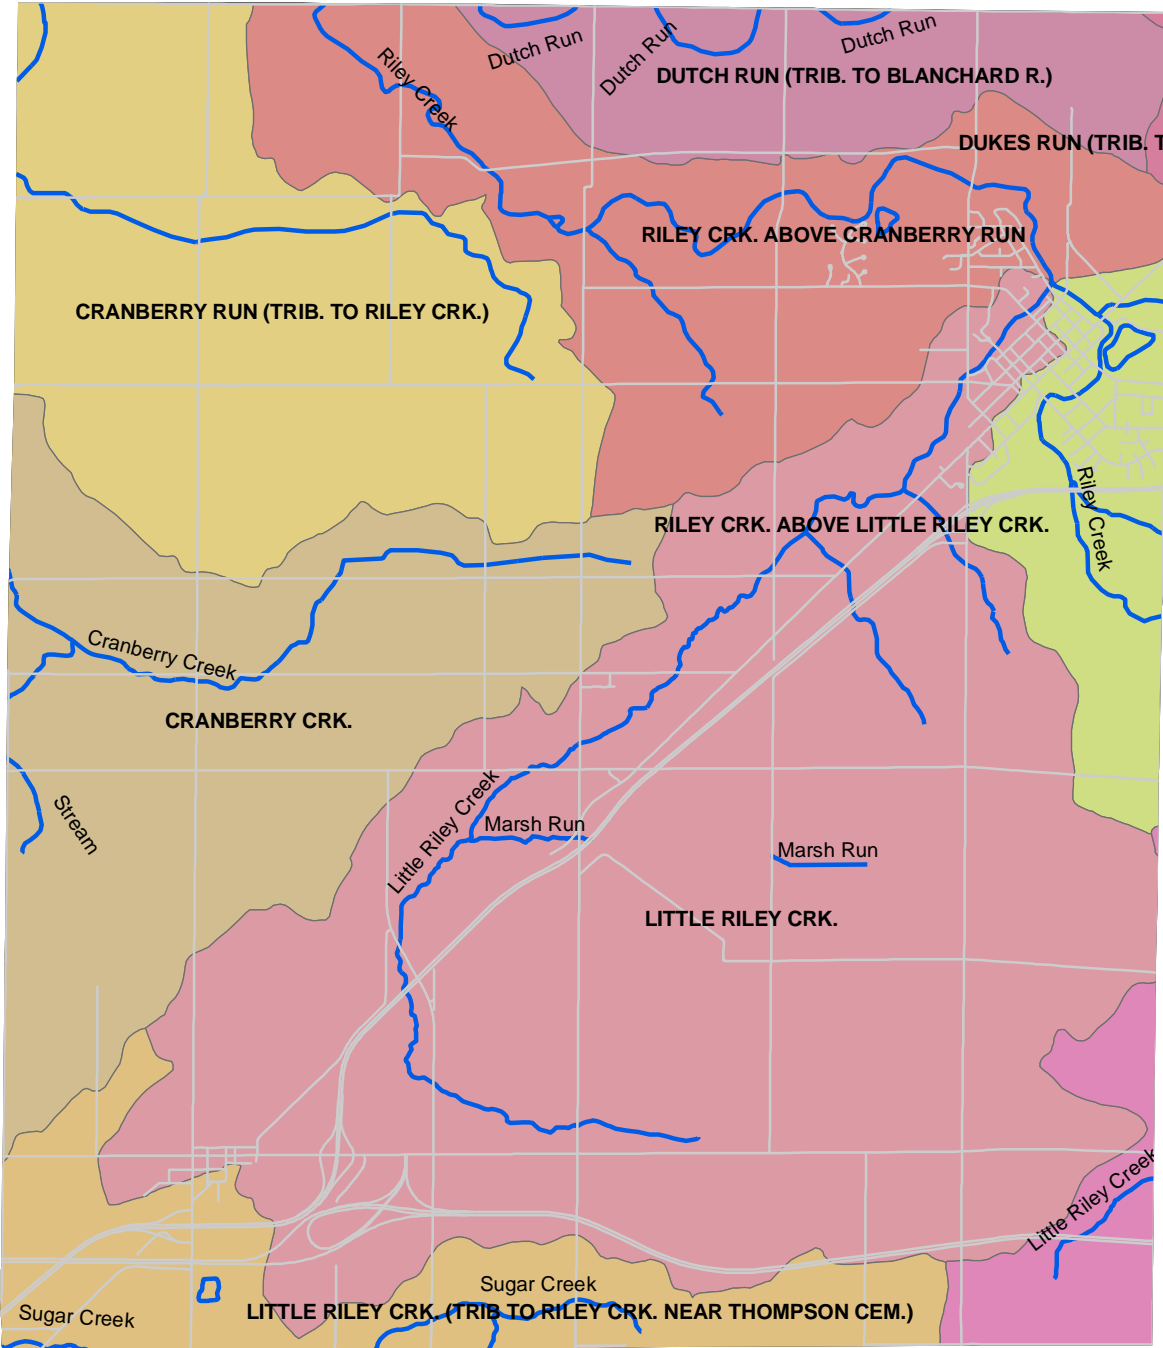 Dutch Run
Dutch Run
Dutch Run
Riley Creek
DUTCH RUN (TRIB. TO BLANCHARD R.)
DUKES RUN (TRIB. T
RILEY CRK. ABOVE CRANBERRY RUN
CRANBERRY RUN (TRIB. TO RILEY CRK.)
RILEY CRK. ABOVE LITTLE RILEY CRK.
Riley Creek
Cranberry Creek
CRANBERRY CRK.
Stream
Little Riley Creek
Marsh Run
Marsh Run
LITTLE RILEY CRK.
Little Riley Creek
Sugar Creek
Sugar Creek
LITTLE RILEY CRK. (TRIB TO RILEY CRK. NEAR THOMPSON CEM.)